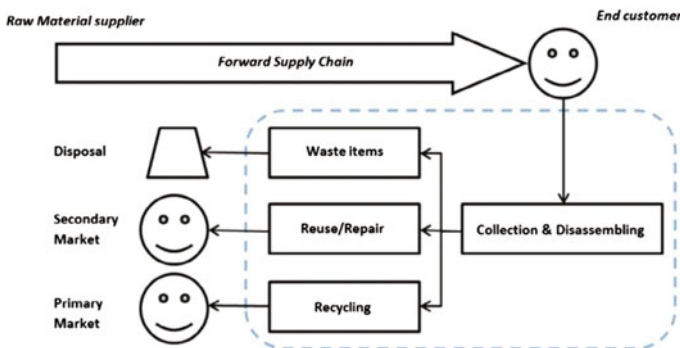 Raw Material supplier
End customer
Forward Supply Chain
Disposal
Waste items
Secondary
Market
Reuse/Repair
Collection & Disassembling
Primary
Market
Recycling